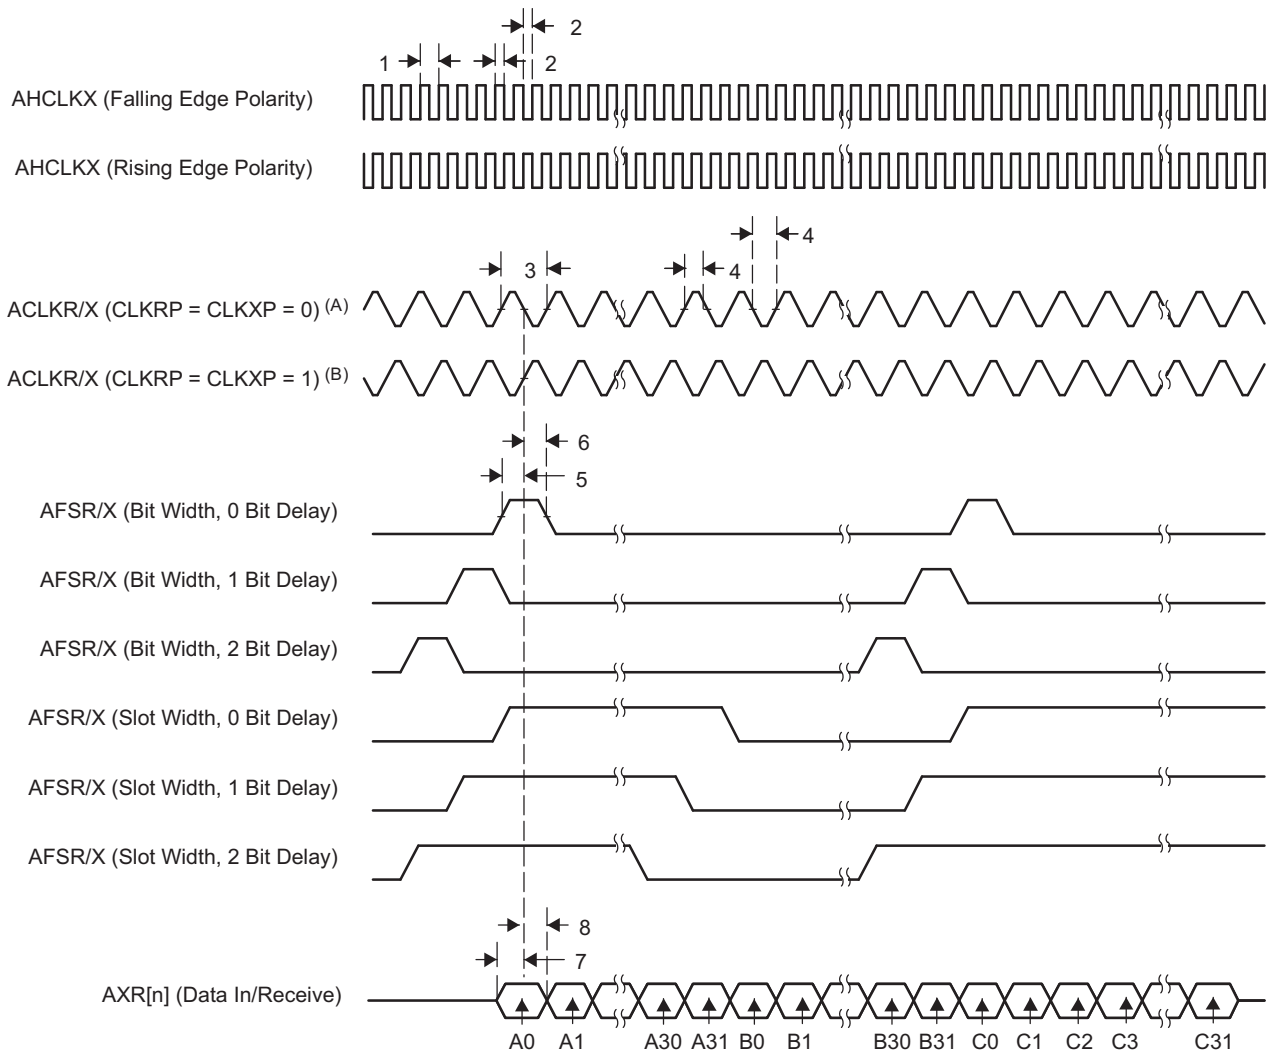 2
1
2
AHCLKX (Falling Edge Polarity)
AHCLKX (Rising Edge Polarity)
4
3
4
ACLKR/X (CLKRP = CLKXP = 0) (A)
ACLKR/X (CLKRP = CLKXP = 1) (B)
6
5
AFSR/X (Bit Width, 0 Bit Delay)
AFSR/X (Bit Width, 1 Bit Delay)
AFSR/X (Bit Width, 2 Bit Delay)
AFSR/X (Slot Width, 0 Bit Delay)
AFSR/X (Slot Width, 1 Bit Delay)
AFSR/X (Slot Width, 2 Bit Delay)
8
7
AXR[n] (Data In/Receive)
A0 A1 A30 A31 B0 B1 B30 B31 C0 C1 C2 C3 C31